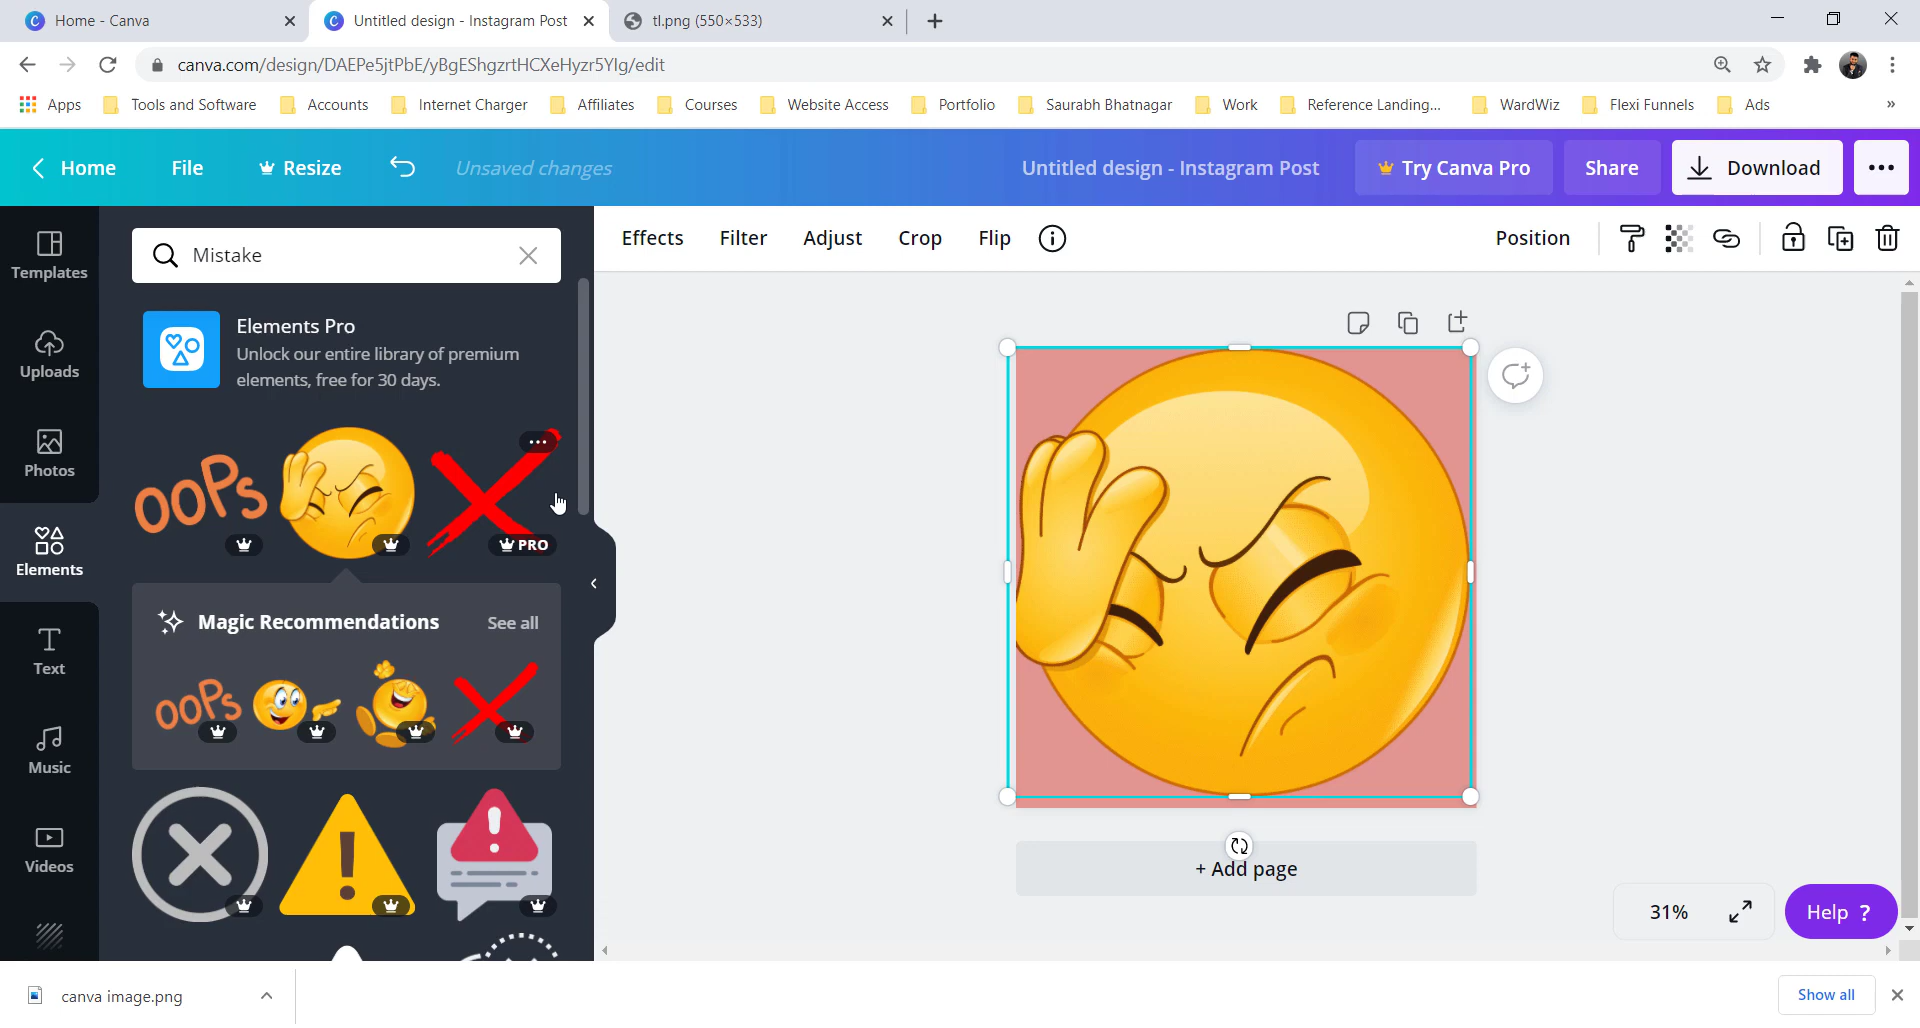 Home - Canva
Untitled design - Instagram Post
tl.png (550×533)
canva.com/design/DAEPe5jtPbE/yBgEShgzrtHCXeHyzr5YIg/edit
Apps
Tools and Software
Accounts
Internet Charger
Affiliates
Courses
Website Access
Portfolio
Saurabh Bhatnagar
Work
Reference Landing...
WardWiz
Flexi Funnels
Ads
»
Home
File
Resize
Unsaved changes
Untitled design - Instagram Post
Try Canva Pro
Share
Download
Templates
Uploads
Photos
Elements
Text
Music
Videos
Mistake
Elements Pro
Unlock our entire library of premium
elements, free for 30 days.
OOPs
PRO
Magic Recommendations
See all
OOPs
Effects
Filter
Adjust
Crop
Flip
Position
+ Add page
31%
Help ?
canva image.png
Show all